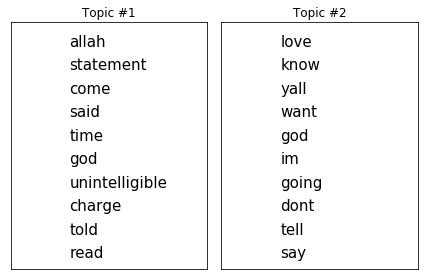 Topic #1
allah
statement
come
said
time
god
unintelligible
charge
told
read
Topic #2
love
know
yall
want
god
im
going
dont
tell
say